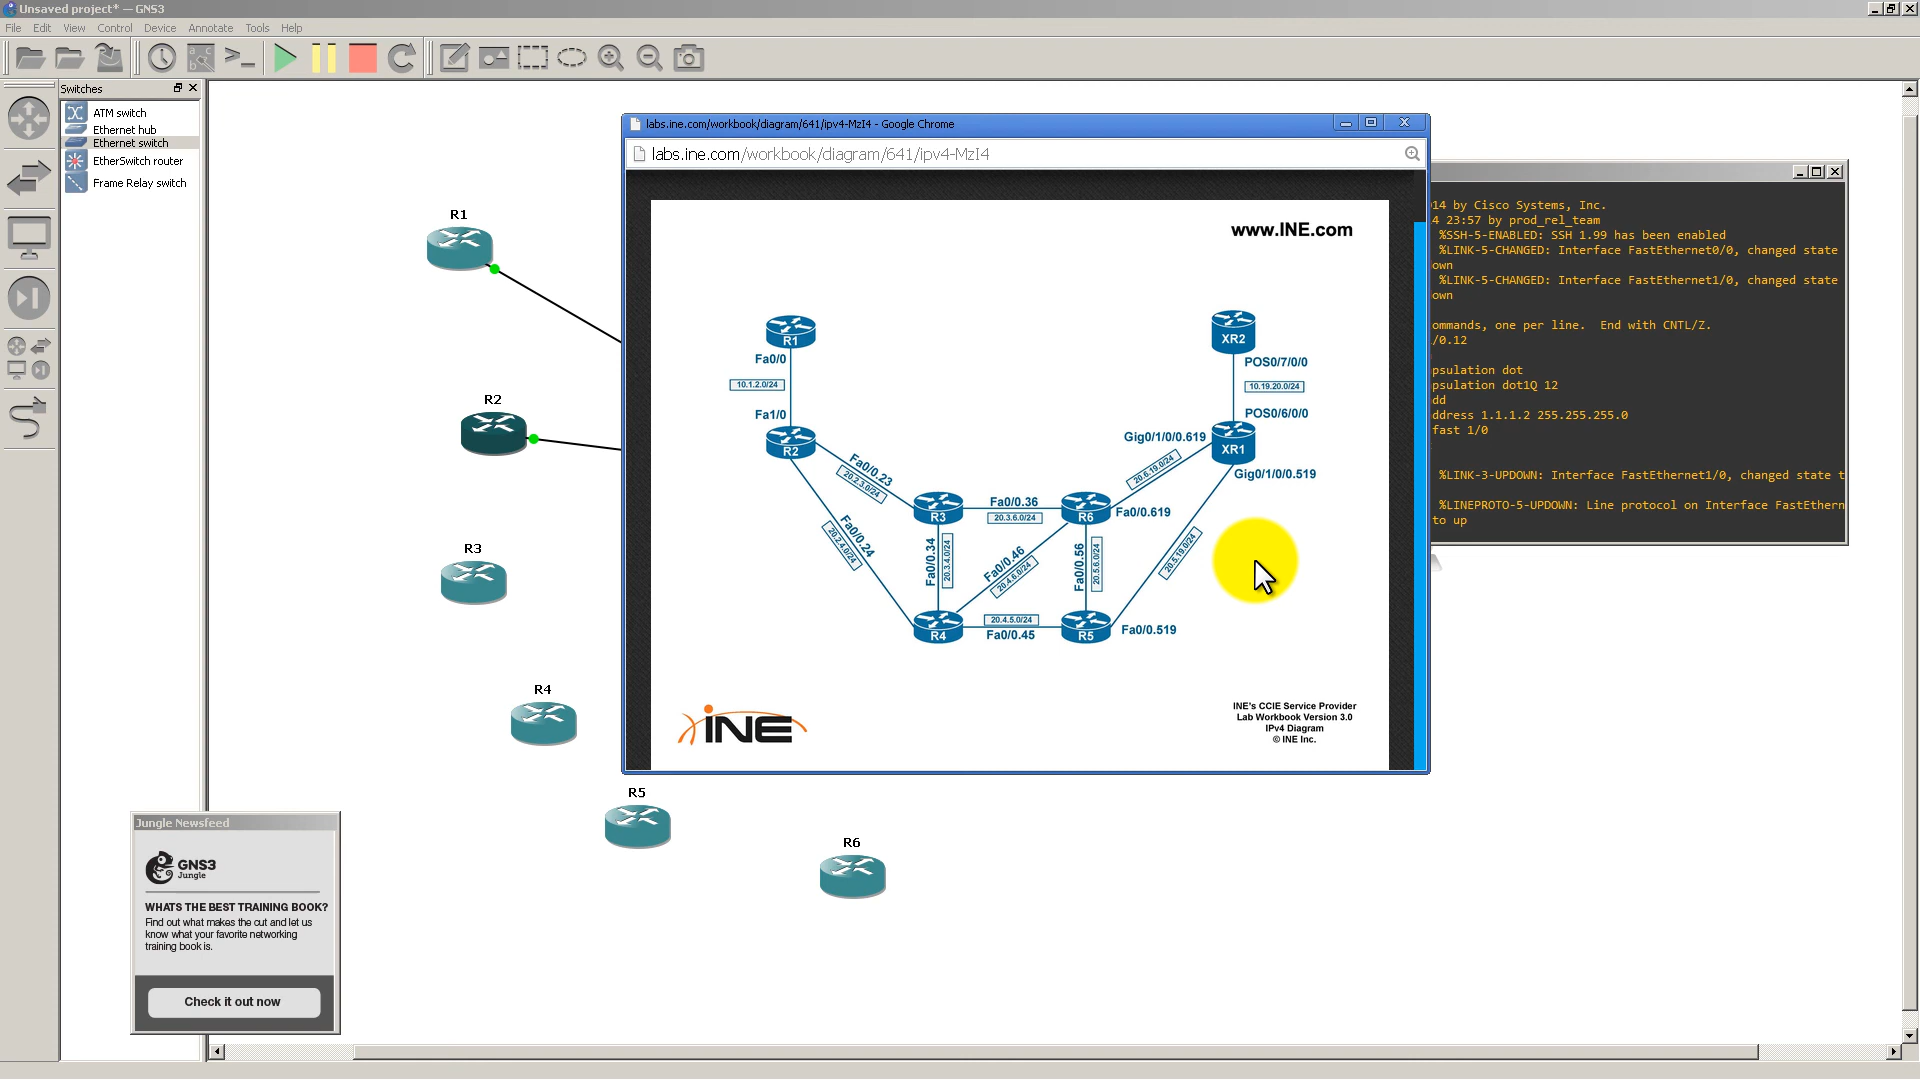 Unsaved project* — GNS3
File Edit View Control Device Annotate Tools Help
Switches
ATM switch
Ethernet hub
Ethernet switch
EtherSwitch router
Frame Relay switch
R1
R2
R3
R4
R5
R6
labs.ine.com/workbook/diagram/641/ipv4-MzI4 - Google Chrome
labs.ine.com/workbook/diagram/641/ipv4-MzI4
www.INE.com
R1
Fa0/0
10.1.2.0/24
Fa1/0
R2
Fa0/0.23
20.2.3.0/24
Fa0/0.24
20.2.4.0/24
R3
Fa0/0.36
20.3.6.0/24
R6
Fa0/0.619
Fa0/0.34
20.3.4.0/24
Fa0/0.46
20.4.6.0/24
Fa0/0.56
20.5.6.0/24
R4
20.4.5.0/24
Fa0/0.45
R5
Fa0/0.519
XR2
POS0/7/0/0
10.19.20.0/24
POS0/6/0/0
Gig0/1/0/0.619
XR1
20.6.19.0/24
Gig0/1/0/0.519
20.5.19.0/24
INE
INE's CCIE Service Provider
Lab Workbook Version 3.0
IPv4 Diagram
© INE Inc.
14 by Cisco Systems, Inc.
4 23:57 by prod_rel_team
%SSH-5-ENABLED: SSH 1.99 has been enabled
%LINK-5-CHANGED: Interface FastEthernet0/0, changed state
own
%LINK-5-CHANGED: Interface FastEthernet1/0, changed state
own
ommands, one per line.  End with CNTL/Z.
/0.12
psulation dot
psulation dot1Q 12
dd
ddress 1.1.1.2 255.255.255.0
fast 1/0
%LINK-3-UPDOWN: Interface FastEthernet1/0, changed state t
%LINEPROTO-5-UPDOWN: Line protocol on Interface FastEthern
to up
Jungle Newsfeed
GNS3
Jungle
WHATS THE BEST TRAINING BOOK?
Find out what makes the cut and let us
know what your favorite networking
training book is.
Check it out now